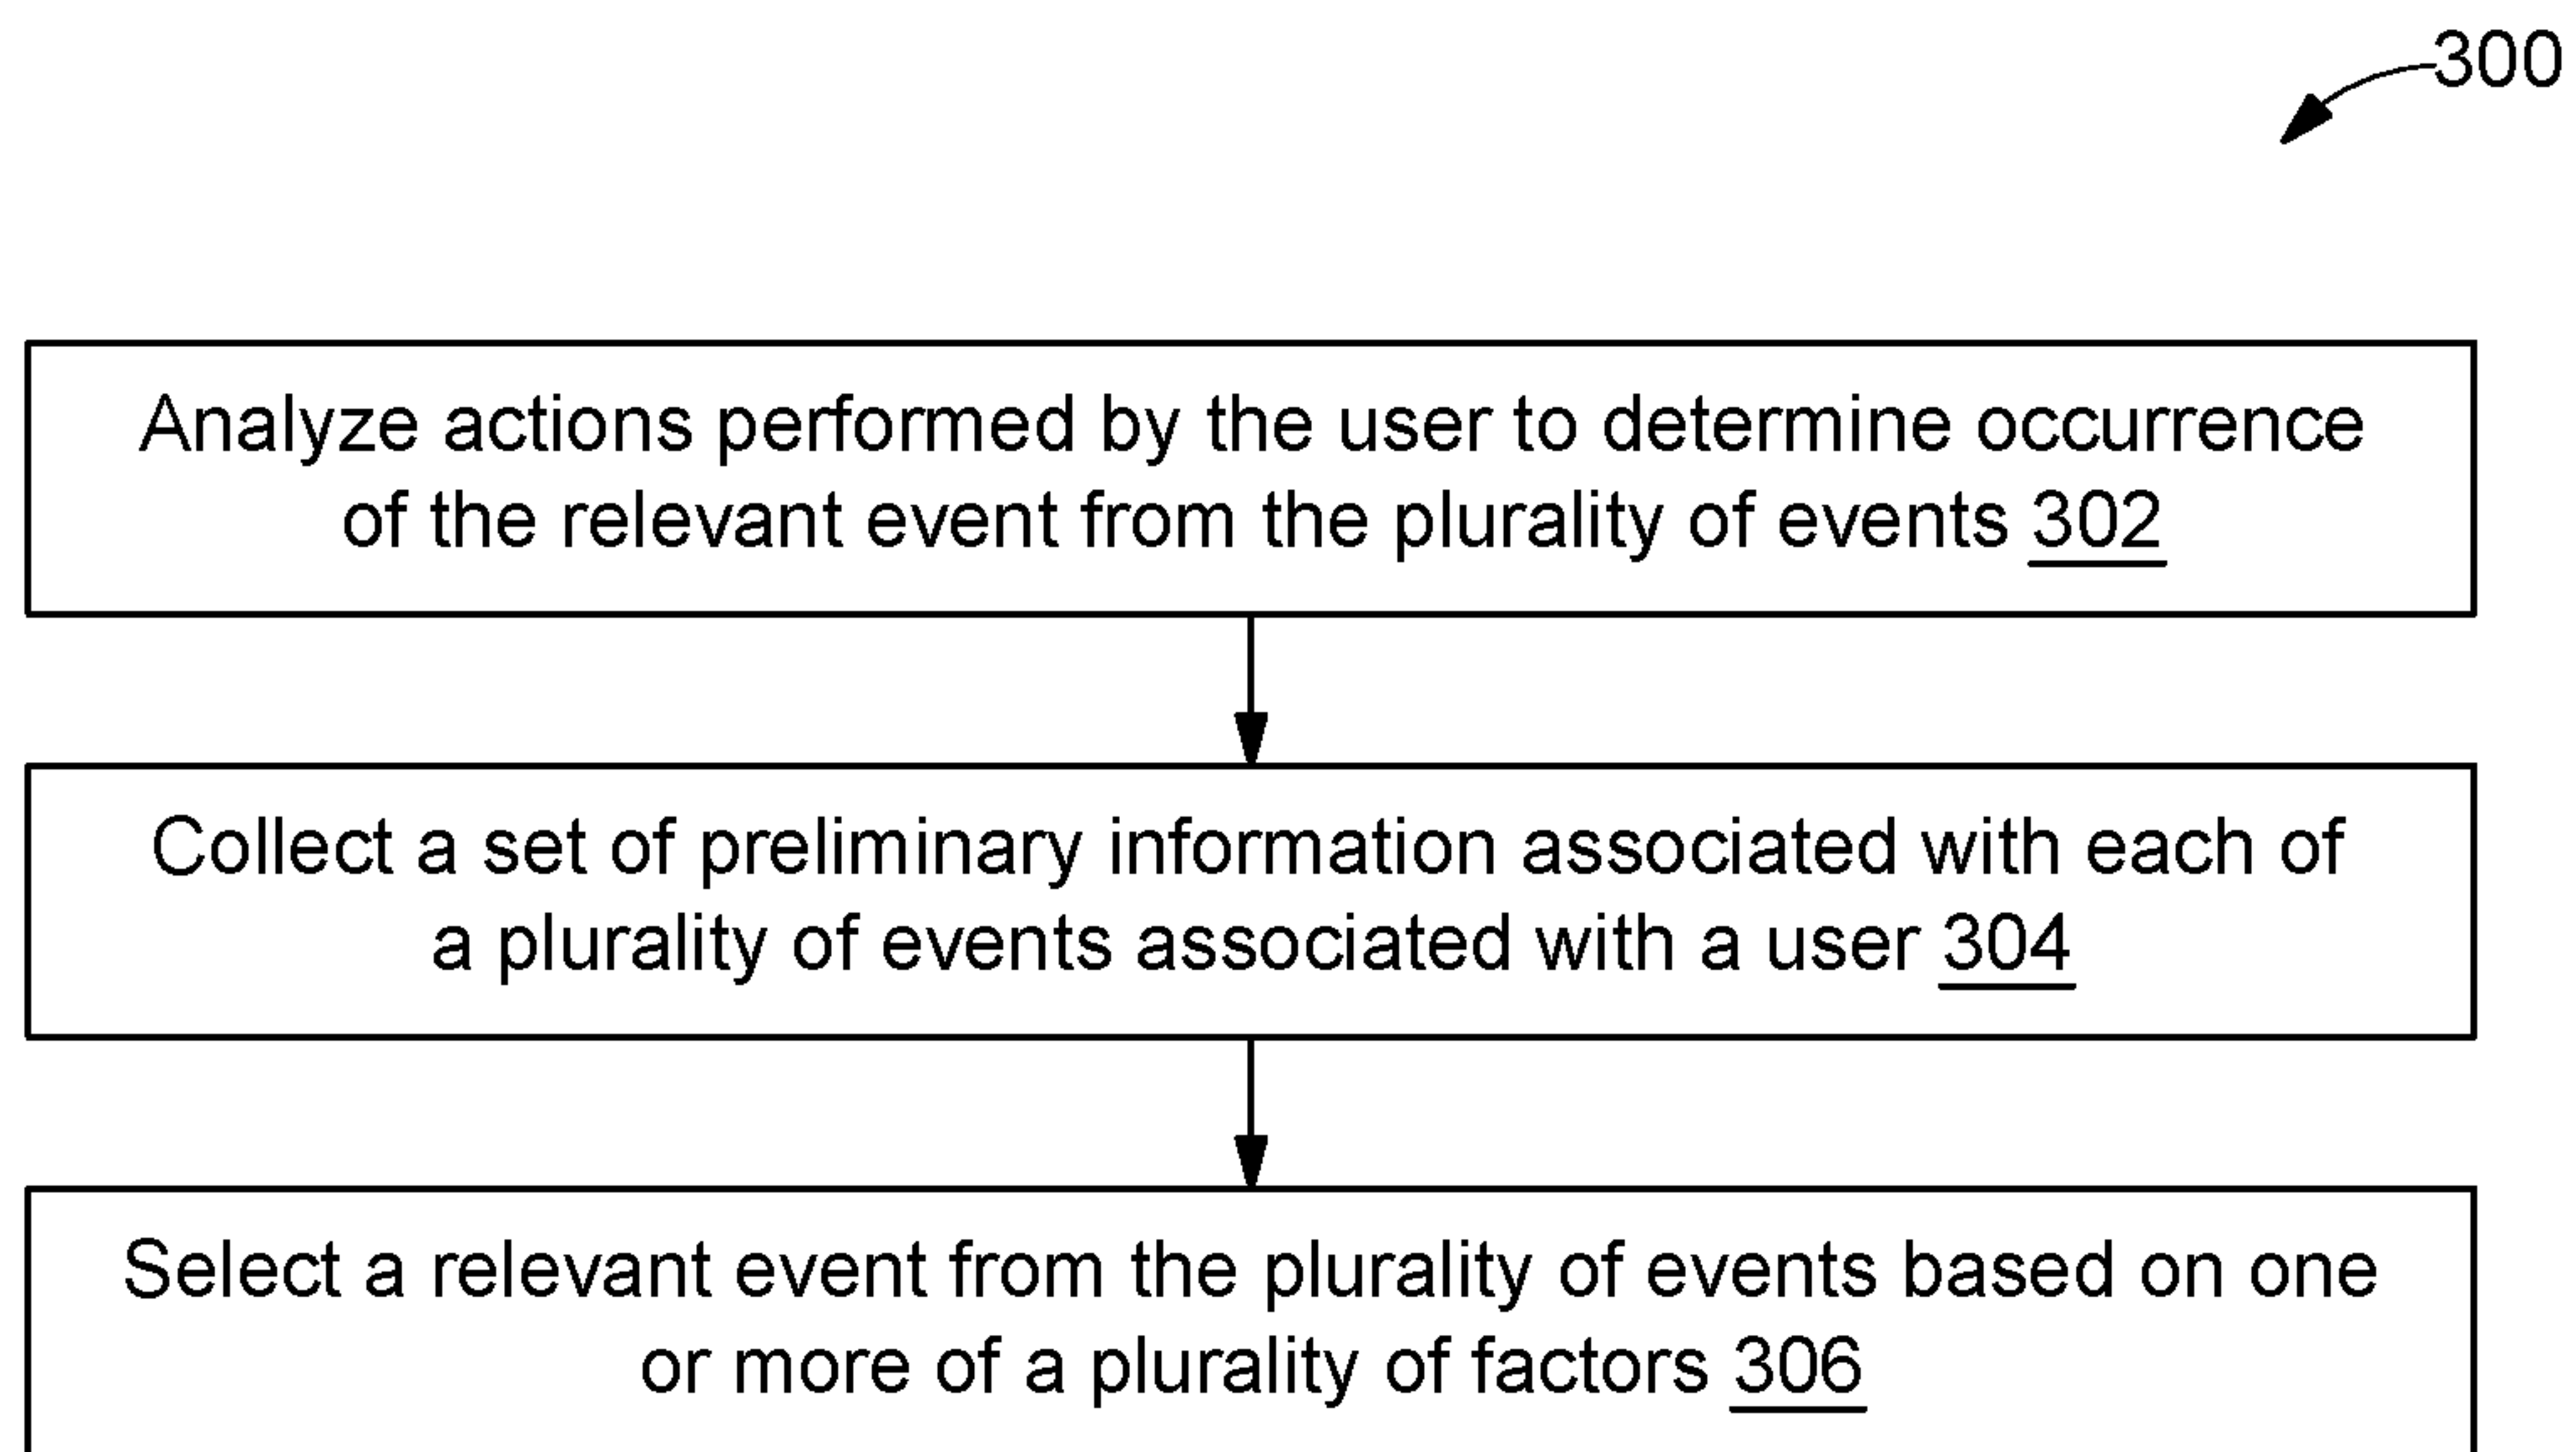 300
Analyze actions performed by the user to determine occurrence
of the relevant event from the plurality of events 302
Collect a set of preliminary information associated with each of
a plurality of events associated with a user 304
Select a relevant event from the plurality of events based on one
or more of a plurality of factors 306